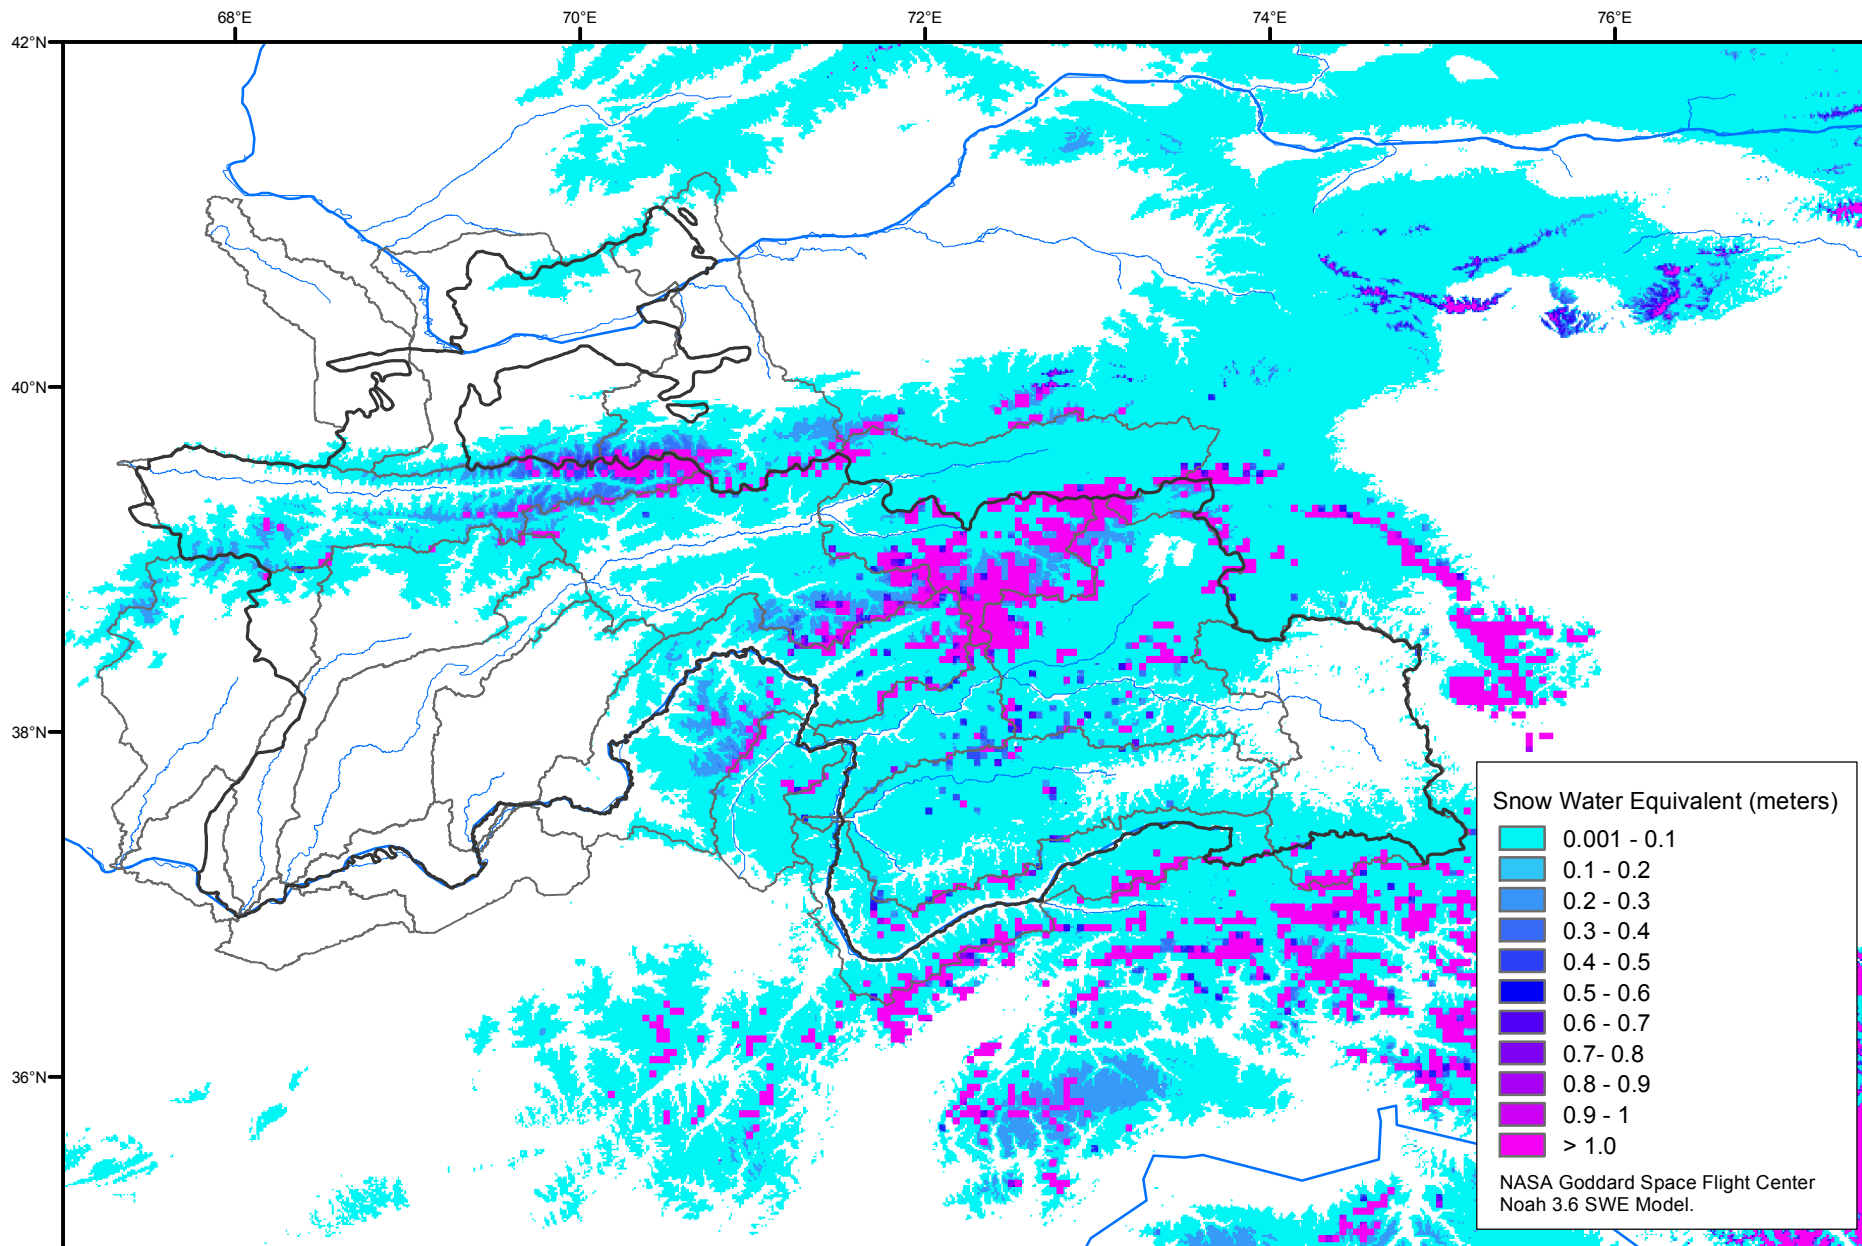 68°E
70°E
72°E
74°E
76°E
42°N
40°N
38°N
36°N
Snow Water Equivalent (meters)
0.001 - 0.1
0.1 - 0.2
0.2 - 0.3
0.3 - 0.4
0.4 - 0.5
0.5 - 0.6
0.6 - 0.7
0.7- 0.8
0.8 - 0.9
0.9 - 1
> 1.0
NASA Goddard Space Flight Center
Noah 3.6 SWE Model.